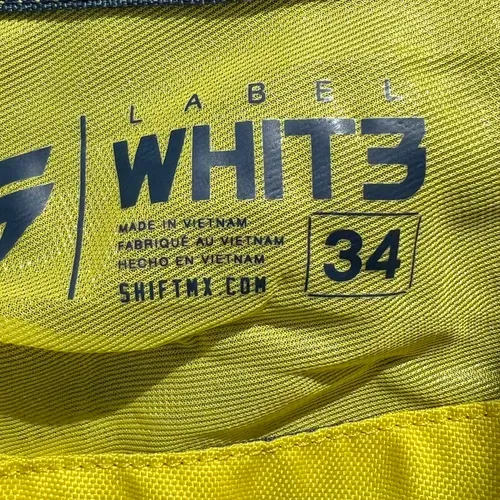 LABEL
WHIT3
MADE IN VIETNAM
FABRIQUÉ AU VIETNAM
HECHO EN VIETNAM
SHIFTMX.COM
34